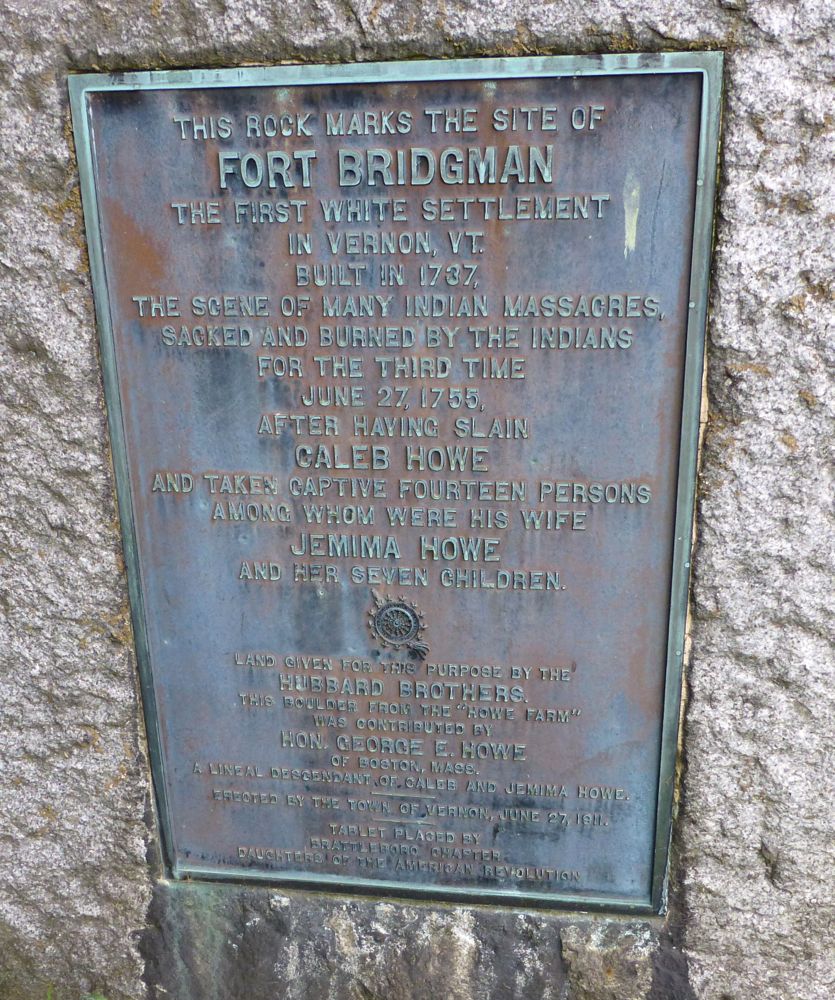 THIS ROCK MARKS THE SITE OF
FORT BRIDGMAN
THE FIRST WHITE SETTLEMENT
IN VERNON, VT.
BUILT IN 1737,
THE SCENE OF MANY INDIAN MASSACRES,
SACKED AND BURNED BY THE INDIANS
FOR THE THIRD TIME
JUNE 27, 1755,
AFTER HAVING SLAIN
CALEB HOWE
AND TAKEN CAPTIVE FOURTEEN PERSONS
AMONG WHOM WERE HIS WIFE
JEMIMA HOWE
AND HER SEVEN CHILDREN.
LAND GIVEN FOR THIS PURPOSE BY THE
HUBBARD BROTHERS.
THIS BOULDER FROM THE "HOWE FARM"
WAS CONTRIBUTED BY
HON. GEORGE E. HOWE
OF BOSTON, MASS.
A LINEAL DESCENDANT OF CALEB AND JEMIMA HOWE.
ERECTED BY THE TOWN OF VERNON, JUNE 27, 1911.
TABLET PLACED BY
BRATTLEBORO CHAPTER
DAUGHTERS OF THE AMERICAN REVOLUTION